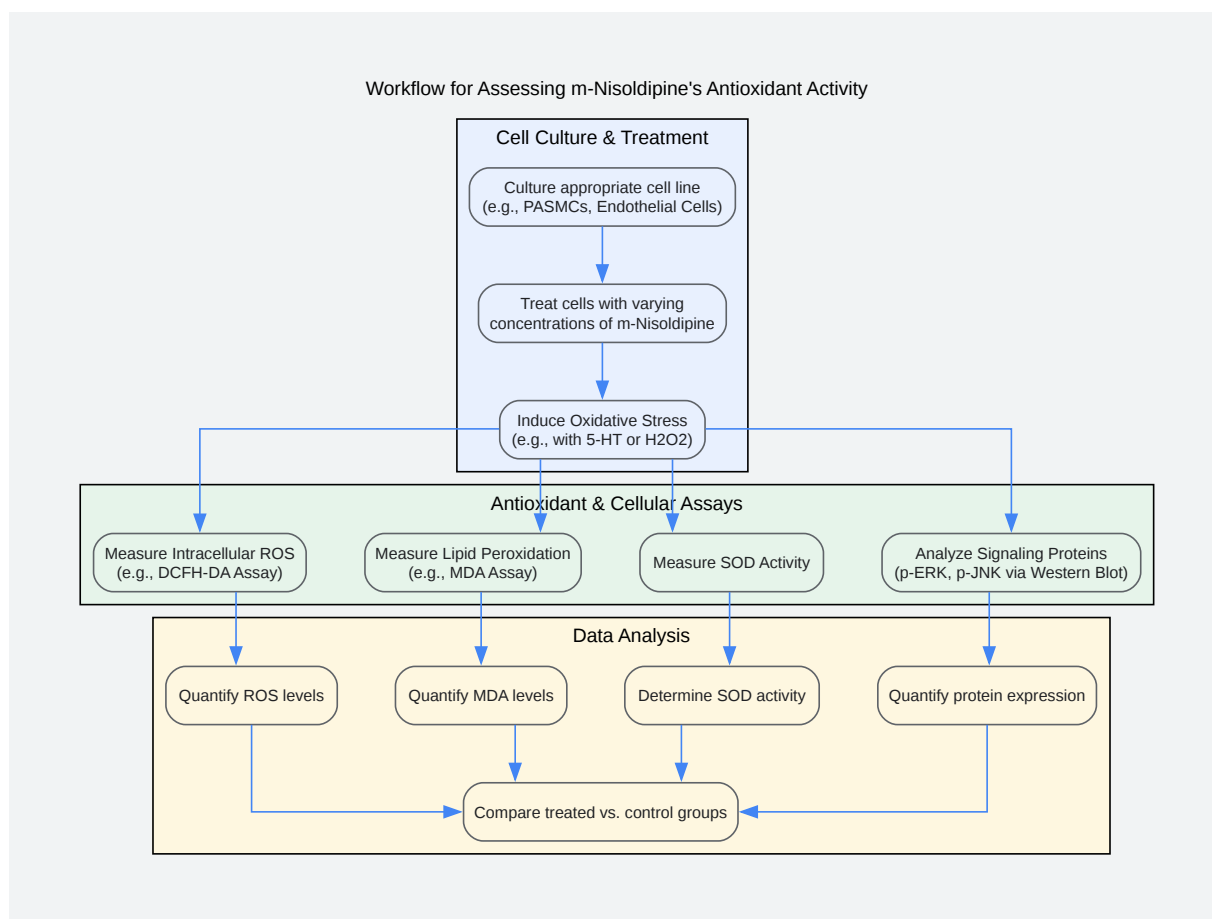 Workflow for Assessing m-Nisoldipine's Antioxidant Activity
Cell Culture & Treatment
Culture appropriate cell line
(e.g., PASMCs, Endothelial Cells)
Treat cells with varying
concentrations of m-Nisoldipine
Induce Oxidative Stress
(e.g., with 5-HT or H2O2)
Antioxidant & Cellular Assays
Measure Intracellular ROS
(e.g., DCFH-DA Assay)
Measure Lipid Peroxidation
(e.g., MDA Assay)
Measure SOD Activity
Analyze Signaling Proteins
(p-ERK, p-JNK via Western Blot)
Data Analysis
Quantify ROS levels
Quantify MDA levels
Determine SOD activity
Quantify protein expression
Compare treated vs. control groups